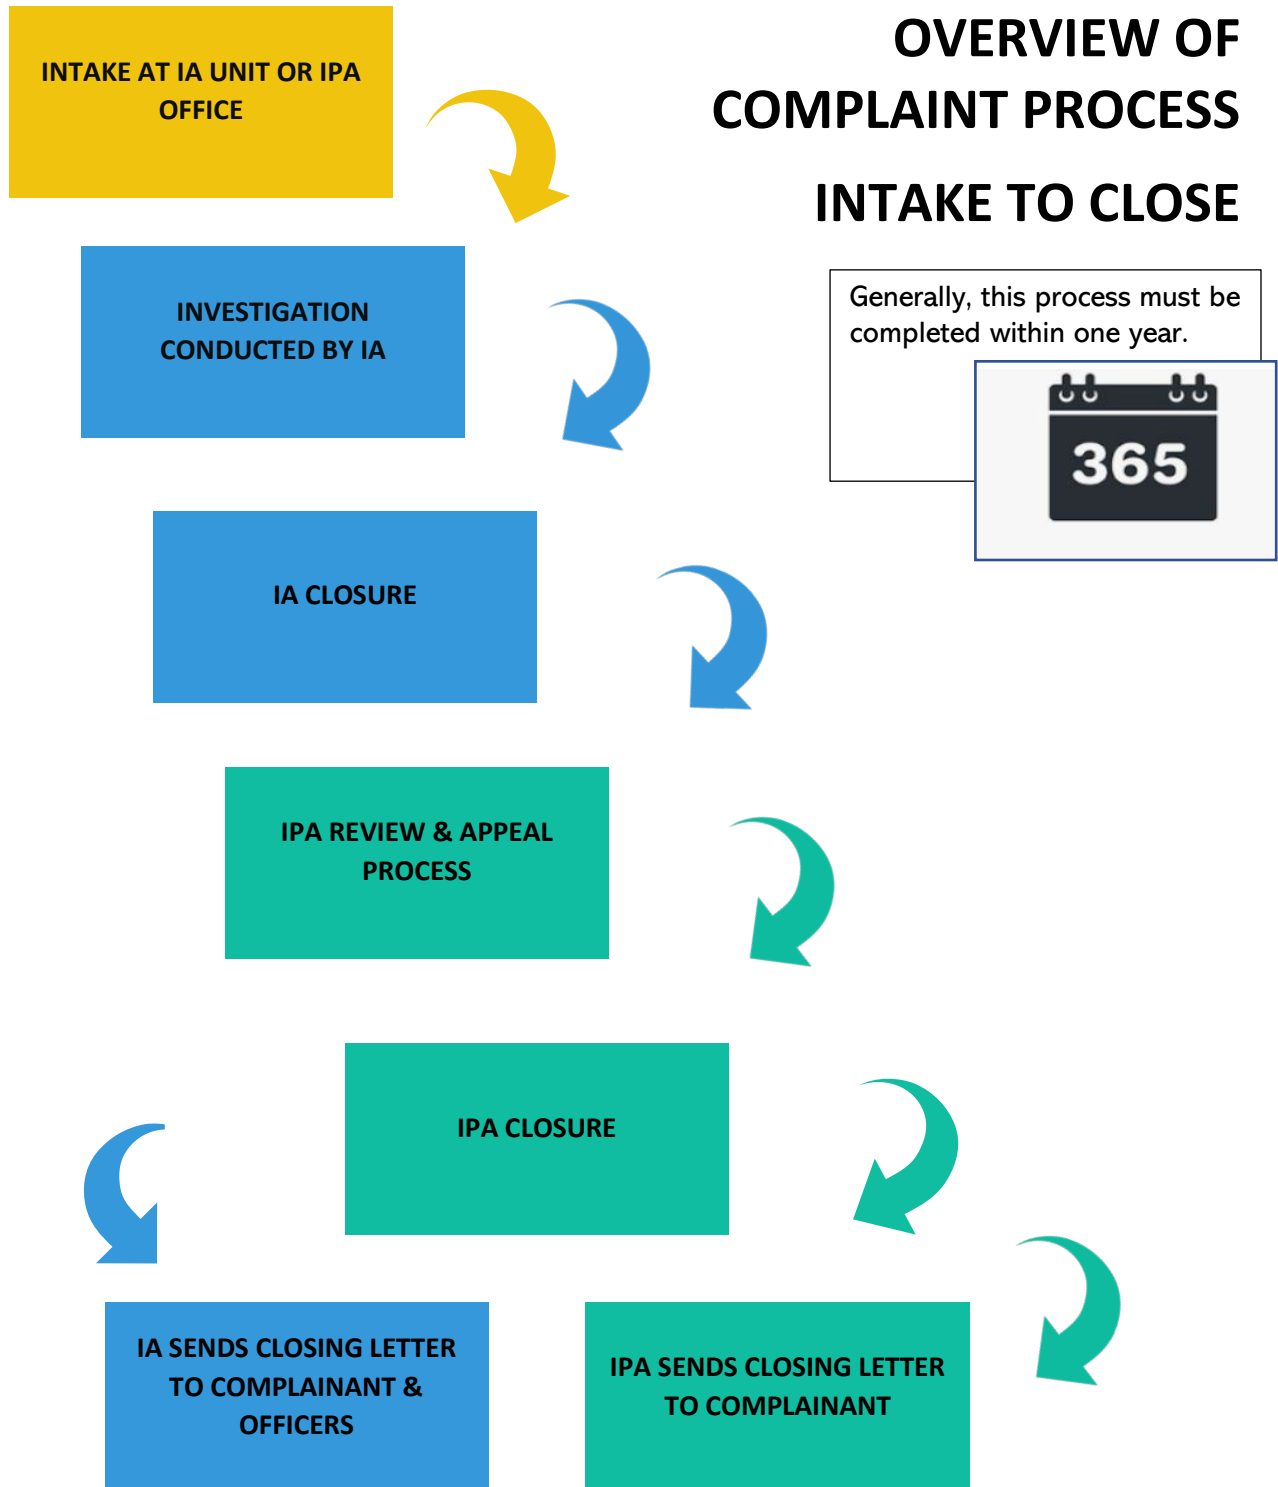 OVERVIEW OF
COMPLAINT PROCESS
INTAKE TO CLOSE
Generally, this process must be
completed within one year.
365
INTAKE AT IA UNIT OR IPA
OFFICE
INVESTIGATION
CONDUCTED BY IA
IA CLOSURE
IPA REVIEW & APPEAL
PROCESS
IPA CLOSURE
IA SENDS CLOSING LETTER
TO COMPLAINANT &
OFFICERS
IPA SENDS CLOSING LETTER
TO COMPLAINANT